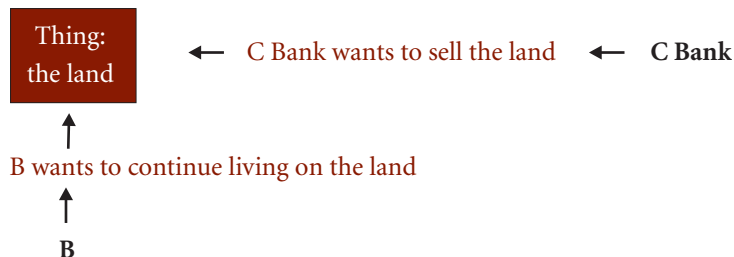 Thing:
the land
C Bank wants to sell the land
C Bank
B wants to continue living on the land
B